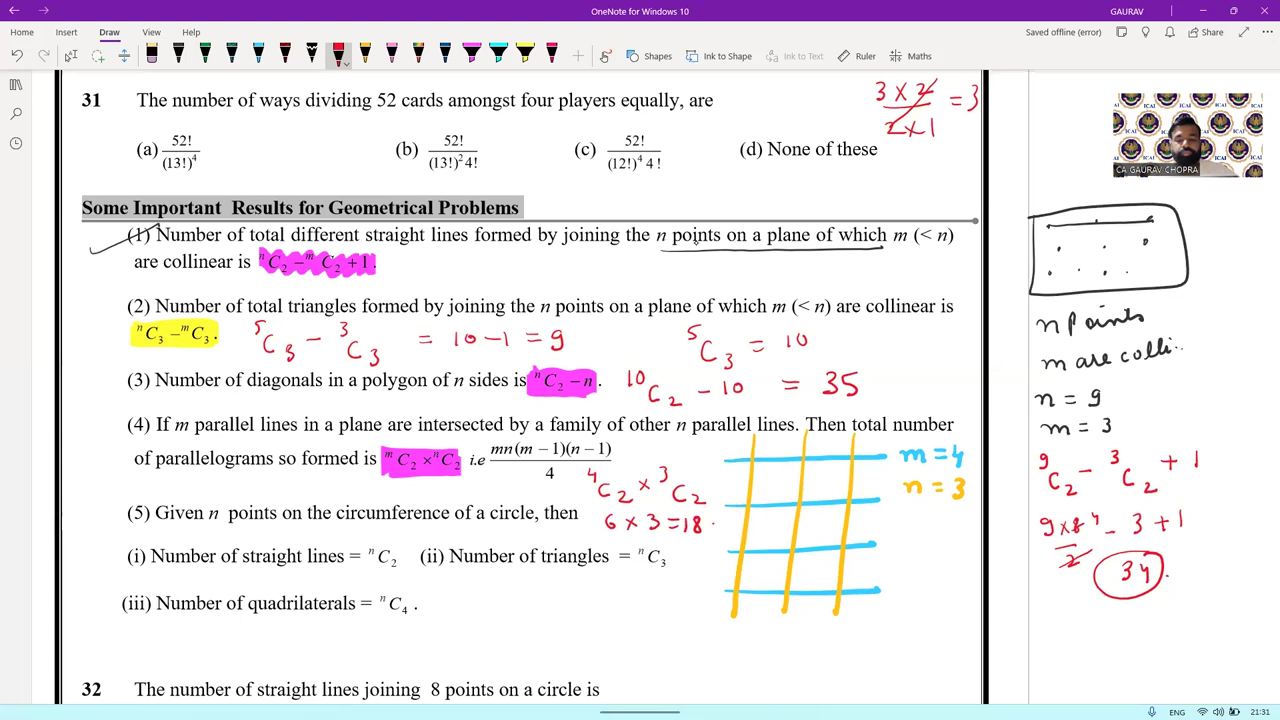 OneNote for Windows 10
GAURAV
Home Insert Draw View Help
Saved offline (error) Share
Shapes Ink to Shape Ink to Text Ruler Maths
31 The number of ways dividing 52 cards amongst four players equally, are
3 × 2 / 2 × 1 = 3
(a) 52!/(13!)⁴ (b) 52!/(13!)² 4! (c) 52!/(12!)⁴ 4! (d) None of these
Some Important Results for Geometrical Problems
(1) Number of total different straight lines formed by joining the n points on a plane of which m (< n)
are collinear is ⁿC₂ − ᵐC₂ + 1.
(2) Number of total triangles formed by joining the n points on a plane of which m (< n) are collinear is
ⁿC₃ − ᵐC₃. ⁵C₃ − ³C₃ = 10 − 1 = 9 ⁵C₃ = 10
(3) Number of diagonals in a polygon of n sides is ⁿC₂ − n. ¹⁰C₂ − 10 = 35
(4) If m parallel lines in a plane are intersected by a family of other n parallel lines. Then total number
of parallelograms so formed is ᵐC₂ × ⁿC₂ i.e mn(m − 1)(n − 1)/4
⁴C₂ × ³C₂
6 × 3 = 18.
m = 4
n = 3
(5) Given n points on the circumference of a circle, then
(i) Number of straight lines = ⁿC₂ (ii) Number of triangles = ⁿC₃
(iii) Number of quadrilaterals = ⁿC₄ .
32 The number of straight lines joining 8 points on a circle is
ICAI
CA GAURAV CHOPRA
n Points
m are colli..
n = 9
m = 3
⁹C₂ − ³C₂ + 1
9 × 8 4 / 2 − 3 + 1
34.
ENG 21:31